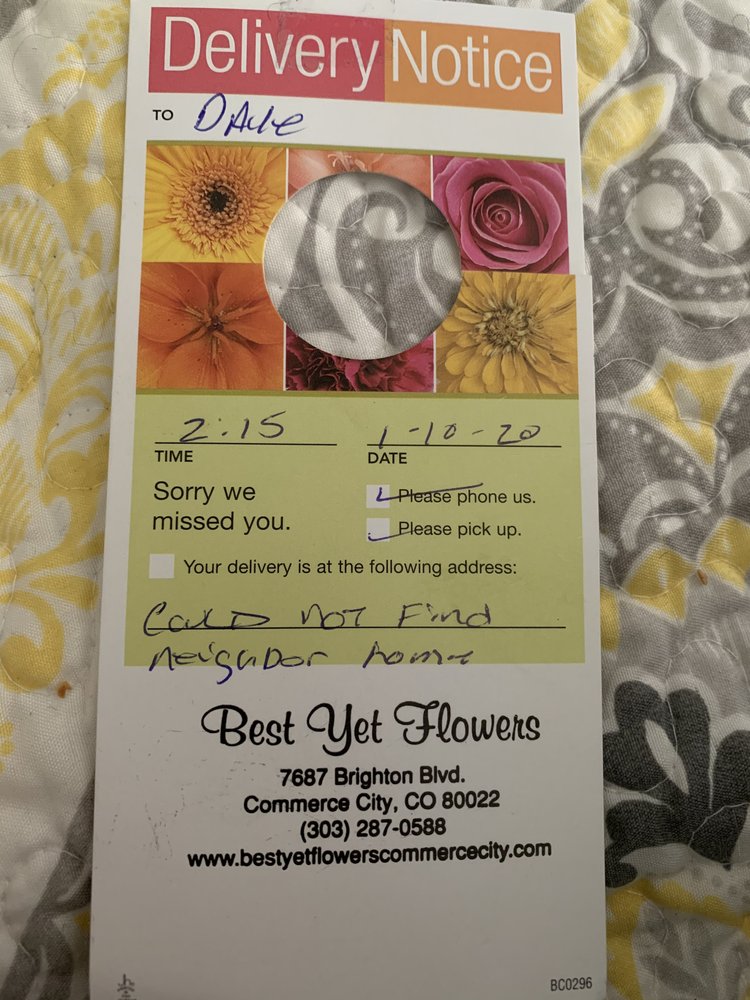 Delivery Notice
TO
2:15 1-10-20
TIME DATE
Sorry we
missed you.
Please phone us.
Please pick up.
Your delivery is at the following address:
Cold not Find
neighbor home
Best Yet Flowers
7687 Brighton Blvd.
Commerce City, CO 80022
(303) 287-0588
www.bestyetflowerscommercecity.com
BC0296